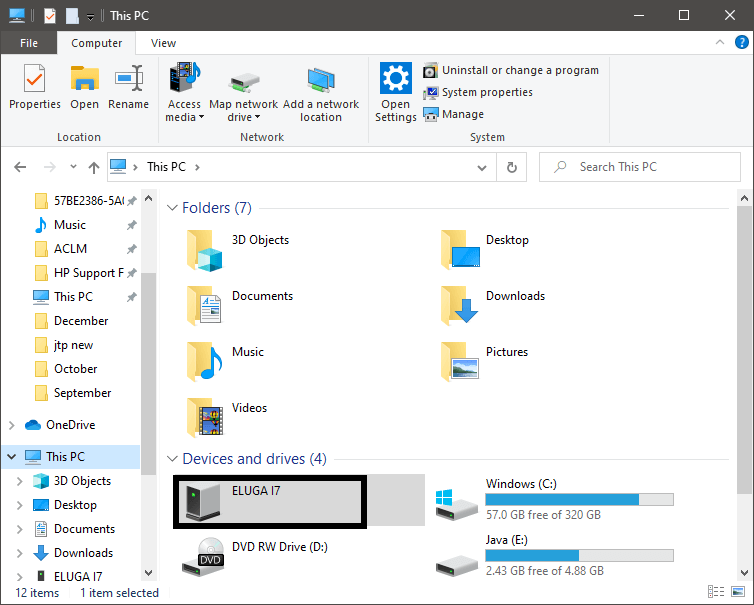 This PC
File
Computer
View
Properties
Open
Rename
Access media
Map network drive
Add a network location
Open Settings
Uninstall or change a program
System properties
Manage
Location
Network
System
This PC
Search This PC
57BE2386-5A(
Music
ACLM
HP Support F
This PC
December
jtp new
October
September
OneDrive
This PC
3D Objects
Desktop
Documents
Downloads
ELUGA I7
Folders (7)
3D Objects
Desktop
Documents
Downloads
Music
Pictures
Videos
Devices and drives (4)
ELUGA I7
Windows (C:)
57.0 GB free of 320 GB
DVD
DVD RW Drive (D:)
Java (E:)
2.43 GB free of 4.88 GB
12 items
1 item selected